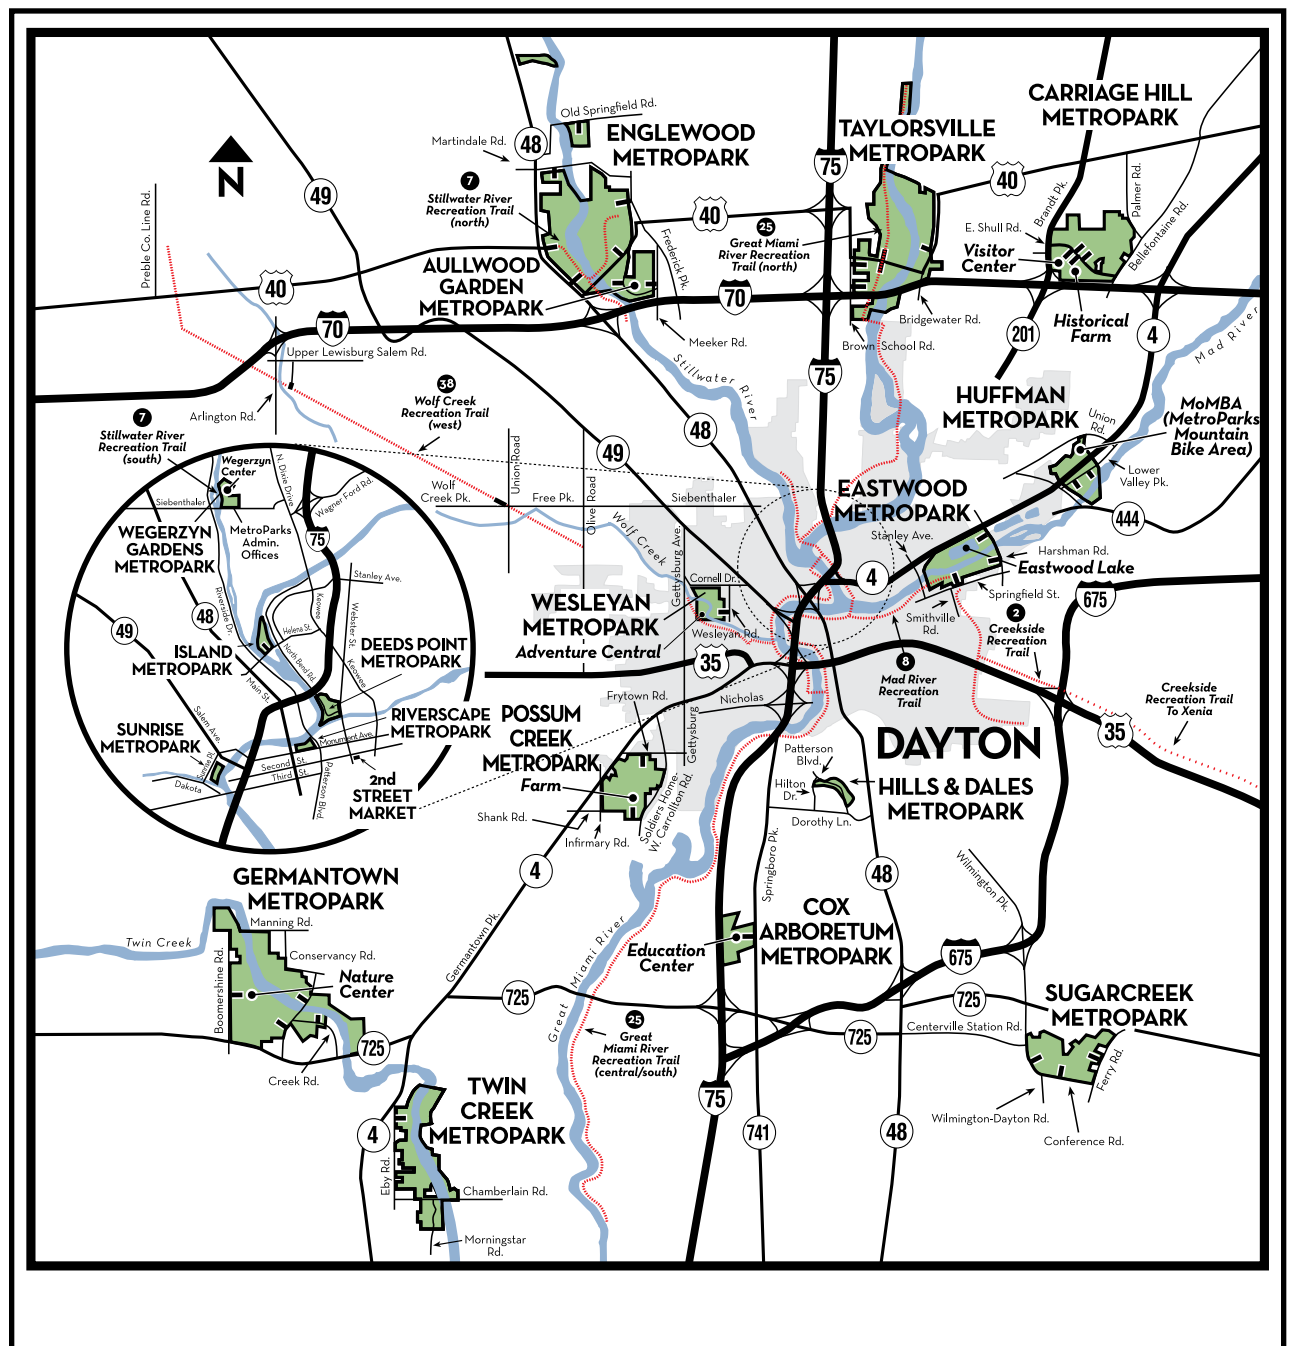 CARRIAGE HILL
METROPARK
Old Springfield Rd.
ENGLEWOOD
METROPARK
TAYLORSVILLE
METROPARK
Martindale Rd.
48
75
40
N
49
7
Stillwater River
Recreation Trail
(north)
40
25
Great Miami
River Recreation
Trail (north)
Brandt Pk.
Palmer Rd.
E. Shull Rd.
Visitor
Center
Bellefontaine Rd.
Preble Co. Line Rd.
Frederick Pk.
AULLWOOD
GARDEN
METROPARK
40
70
70
Meeker Rd.
Bridgewater Rd.
Brown School Rd.
201
Historical
Farm
4
Mad River
Upper Lewisburg Salem Rd.
Stillwater River
75
38
Wolf Creek
Recreation Trail
(west)
Arlington Rd.
HUFFMAN
METROPARK
MoMBA
(MetroParks
Mountain
Bike Area)
Union
Rd.
7
Stillwater River
Recreation Trail
(south)
48
49
Wegerzyn
Center
N. Dixie Drive
Wagner Ford Rd.
Union Road
Olive Road
Wolf
Creek Pk.
Free Pk.
Siebenthaler
Lower
Valley Pk.
EASTWOOD
METROPARK
444
Siebenthaler
WEGERZYN
GARDENS
METROPARK
MetroParks
Admin.
Offices
75
Wolf Creek
Gettysburg Ave.
Stanley Ave.
Harshman Rd.
Eastwood Lake
Stanley Ave.
Cornell Dr.
4
Springfield St.
675
Riverside Dr.
48
Keowee
Webster St.
WESLEYAN
METROPARK
Adventure Central
Wesleyan Rd.
Smithville
Rd.
2
Creekside
Recreation
Trail
49
Helena St.
ISLAND
METROPARK
North Bend Rd.
DEEDS POINT
METROPARK
Keowee
35
8
Mad River
Recreation
Trail
Main St.
Frytown Rd.
Nicholas
Creekside
Recreation Trail
To Xenia
Salem Ave.
RIVERSCAPE
METROPARK
POSSUM
CREEK
METROPARK
Gettysburg
35
SUNRISE
METROPARK
Monument Ave.
DAYTON
Second St.
Third St.
Patterson Blvd.
Dakota
2nd
STREET
MARKET
Farm
Patterson
Blvd.
Hilton
Dr.
HILLS & DALES
METROPARK
Shank Rd.
Soldiers Home-
W. Carrollton Rd.
Dorothy Ln.
Infirmary Rd.
4
Springboro Pk.
48
Wilmington Pk.
GERMANTOWN
METROPARK
Manning Rd.
Twin Creek
Germantown Pk.
COX
ARBORETUM
METROPARK
Education
Center
Conservancy Rd.
Boomershine Rd.
Nature
Center
Great Miami River
675
725
725
SUGARCREEK
METROPARK
25
Great
Miami River
Recreation Trail
(central/south)
Centerville Station Rd.
725
725
Creek Rd.
Ferry Rd.
TWIN
CREEK
METROPARK
75
Wilmington-Dayton Rd.
4
741
48
Conference Rd.
Eby Rd.
Chamberlain Rd.
Morningstar
Rd.